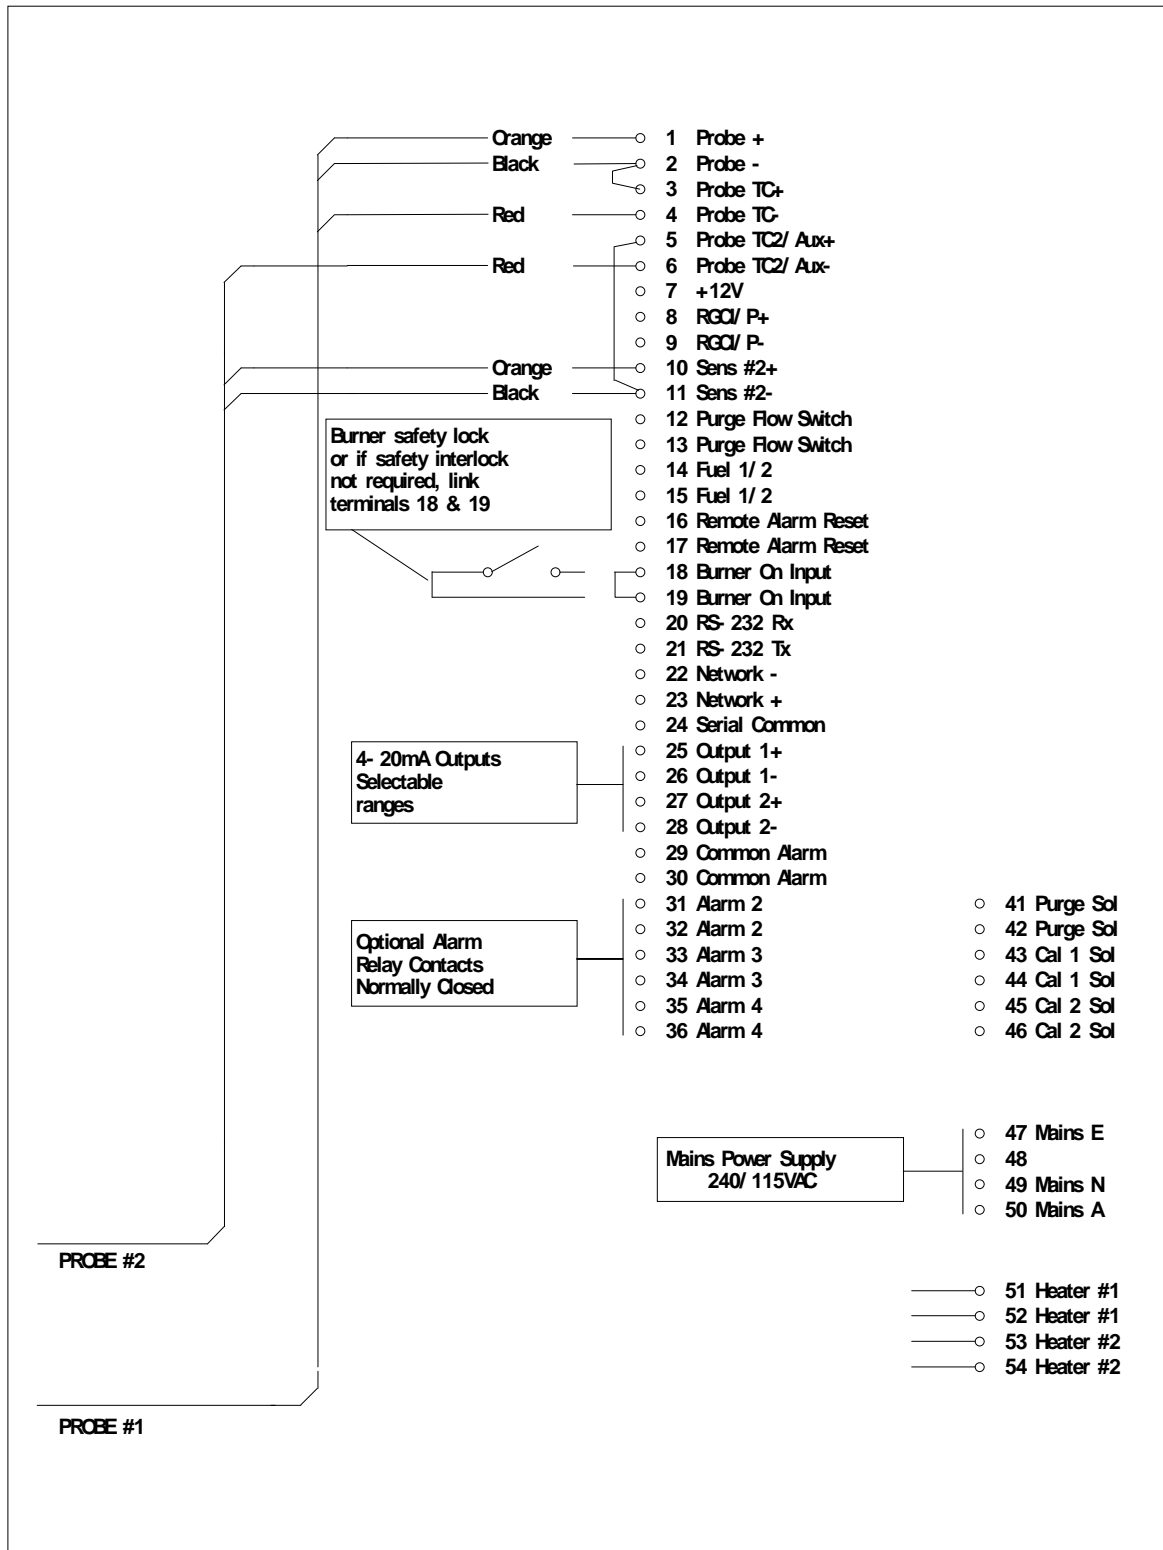 Orange 1 Probe +
Black 2 Probe -
3 Probe TC+
Red 4 Probe TC-
5 Probe TC2/ Aux+
Red 6 Probe TC2/ Aux-
7 +12V
8 RGCI/ P+
9 RGCI/ P-
Orange 10 Sens #2+
Black 11 Sens #2-
12 Purge Flow Switch
13 Purge Flow Switch
Burner safety lock
or if safety interlock
not required, link
terminals 18 & 19
14 Fuel 1/ 2
15 Fuel 1/ 2
16 Remote Alarm Reset
17 Remote Alarm Reset
18 Burner On Input
19 Burner On Input
20 RS- 232 Rx
21 RS- 232 Tx
22 Network -
23 Network +
24 Serial Common
4- 20mA Outputs
Selectable
ranges
25 Output 1+
26 Output 1-
27 Output 2+
28 Output 2-
29 Common Alarm
30 Common Alarm
Optional Alarm
Relay Contacts
Normally Closed
31 Alarm 2
32 Alarm 2
33 Alarm 3
34 Alarm 3
35 Alarm 4
36 Alarm 4
41 Purge Sol
42 Purge Sol
43 Cal 1 Sol
44 Cal 1 Sol
45 Cal 2 Sol
46 Cal 2 Sol
Mains Power Supply
240/ 115VAC
47 Mains E
48
49 Mains N
50 Mains A
PROBE #2
51 Heater #1
52 Heater #1
53 Heater #2
54 Heater #2
PROBE #1